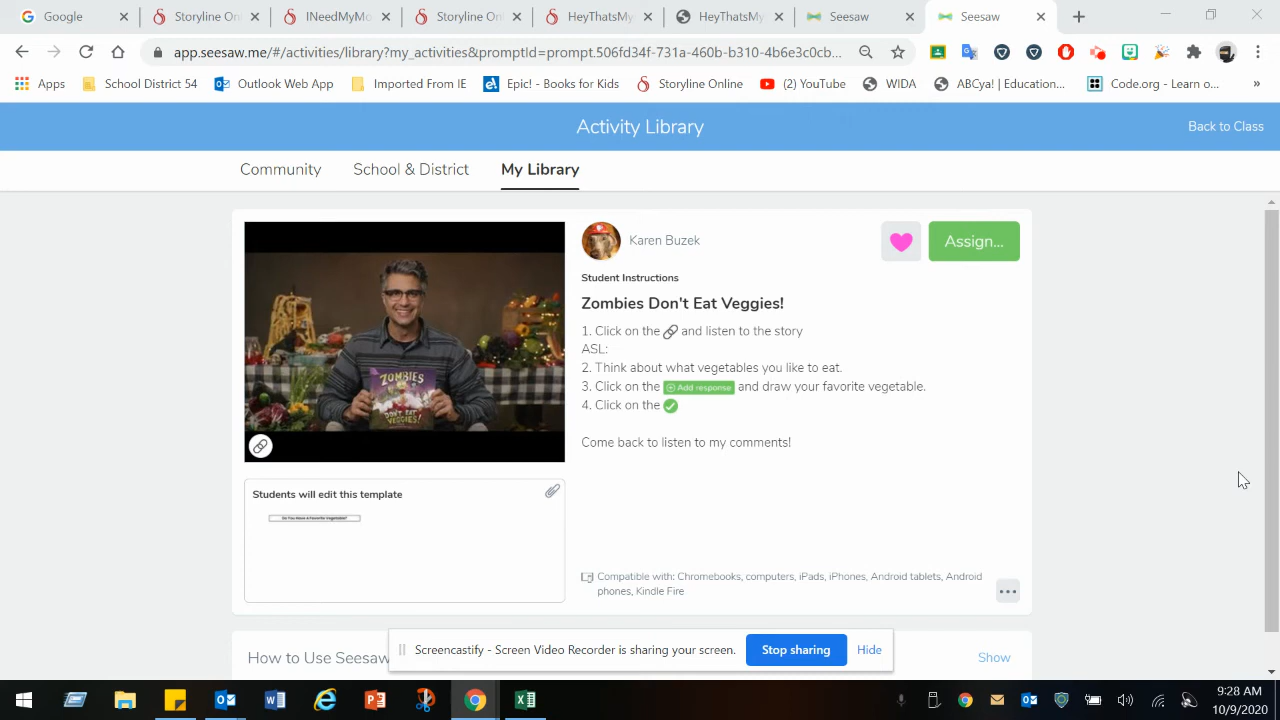 Google
Storyline Onl
INeedMyMo
Storyline Onl
HeyThatsMy
HeyThatsMy
Seesaw
Seesaw
app.seesaw.me/#/activities/library?my_activities&promptId=prompt.506fd34f-731a-460b-b310-4b6e3c0cb...
Apps
School District 54
Outlook Web App
Imported From IE
Epic! - Books for Kids
Storyline Online
(2) YouTube
WIDA
ABCya! | Education...
Code.org - Learn o...
»
Activity Library
Back to Class
Community
School & District
My Library
ZOMBIES
DON'T EAT
VEGGIES!
Karen Buzek
Assign...
Student Instructions
Zombies Don't Eat Veggies!
1. Click on the and listen to the story
ASL:
2. Think about what vegetables you like to eat.
3. Click on the Add response and draw your favorite vegetable.
4. Click on the
Come back to listen to my comments!
Students will edit this template
Do You Have A Favorite Vegetable?
Compatible with: Chromebooks, computers, iPads, iPhones, Android tablets, Android
phones, Kindle Fire
How to Use Seesaw
Show
Screencastify - Screen Video Recorder is sharing your screen.
Stop sharing
Hide
9:28 AM
10/9/2020